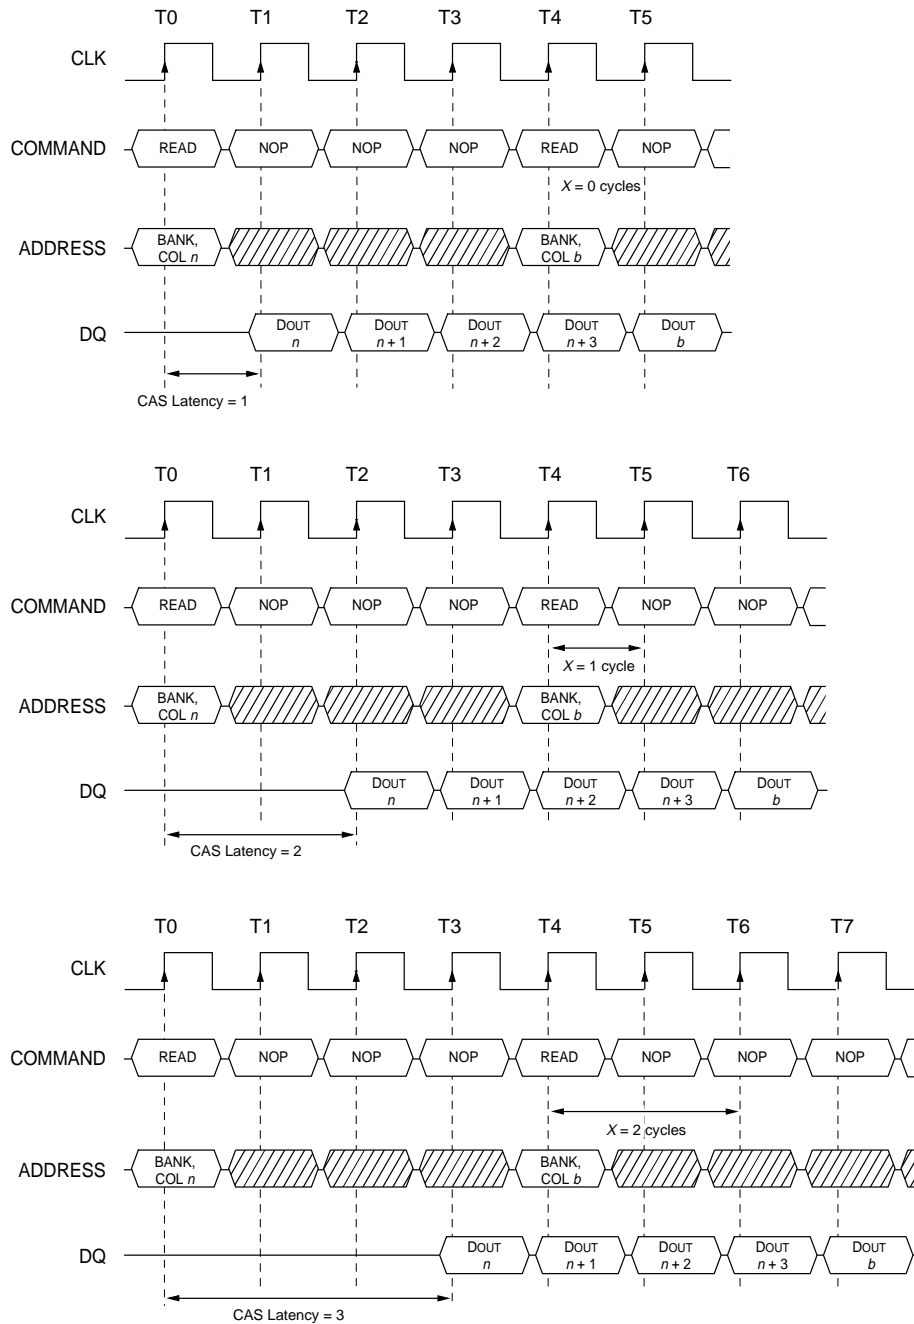 T0 T1 T2 T3 T4 T5
CLK
COMMAND READ NOP NOP NOP READ NOP
X = 0 cycles
ADDRESS BANK, COL n BANK, COL b
DQ DOUT n DOUT n + 1 DOUT n + 2 DOUT n + 3 DOUT b
CAS Latency = 1
T0 T1 T2 T3 T4 T5 T6
CLK
COMMAND READ NOP NOP NOP READ NOP NOP
X = 1 cycle
ADDRESS BANK, COL n BANK, COL b
DQ DOUT n DOUT n + 1 DOUT n + 2 DOUT n + 3 DOUT b
CAS Latency = 2
T0 T1 T2 T3 T4 T5 T6 T7
CLK
COMMAND READ NOP NOP NOP READ NOP NOP NOP
X = 2 cycles
ADDRESS BANK, COL n BANK, COL b
DQ DOUT n DOUT n + 1 DOUT n + 2 DOUT n + 3 DOUT b
CAS Latency = 3